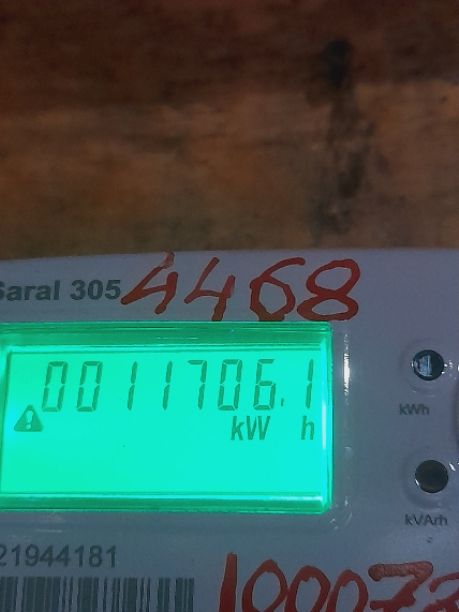 Saral 305 4468
0011706.1
kW h
kWh
kVArh
21944181